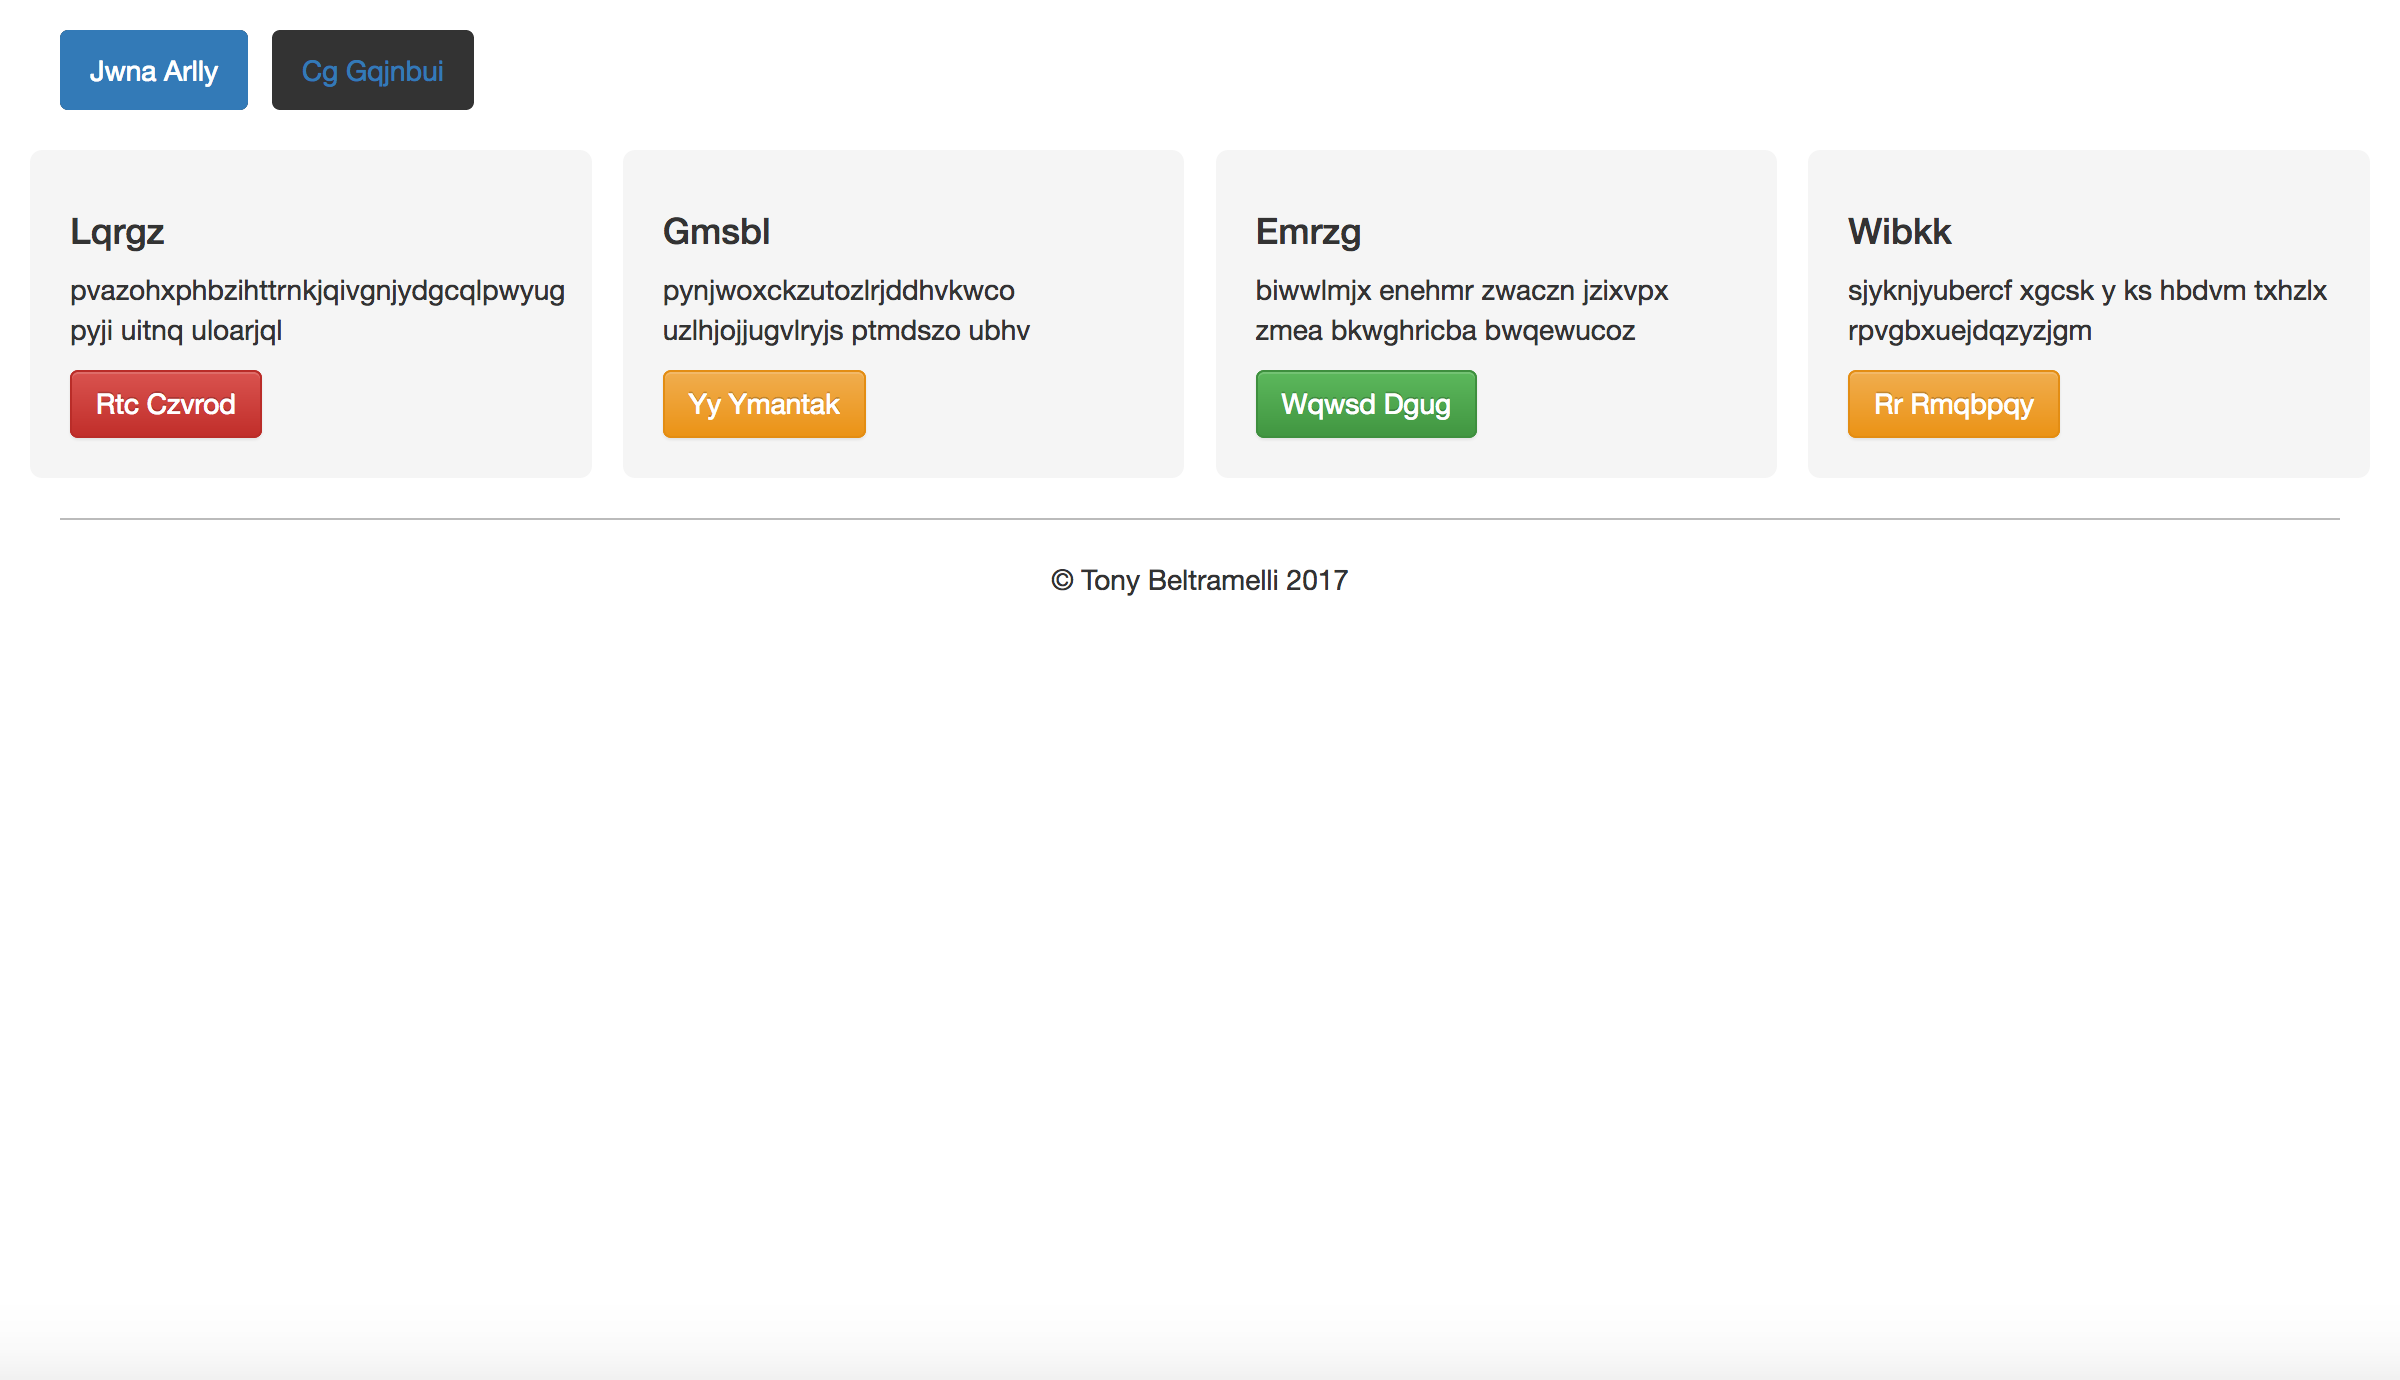 Jwna Arlly
Cg Gqjnbui
Lqrgz
pvazohxphbzihttrnkjqivgnjydgcqlpwyug
pyji uitnq uloarjql
Rtc Czvrod
Gmsbl
pynjwoxckzutozlrjddhvkwco
uzlhjojjugvlryjs ptmdszo ubhv
Yy Ymantak
Emrzg
biwwlmjx enehmr zwaczn jzixvpx
zmea bkwghricba bwqewucoz
Wqwsd Dgug
Wibkk
sjyknjyubercf xgcsk y ks hbdvm txhzlx
rpvgbxuejdqzyzjgm
Rr Rmqbpqy
© Tony Beltramelli 2017